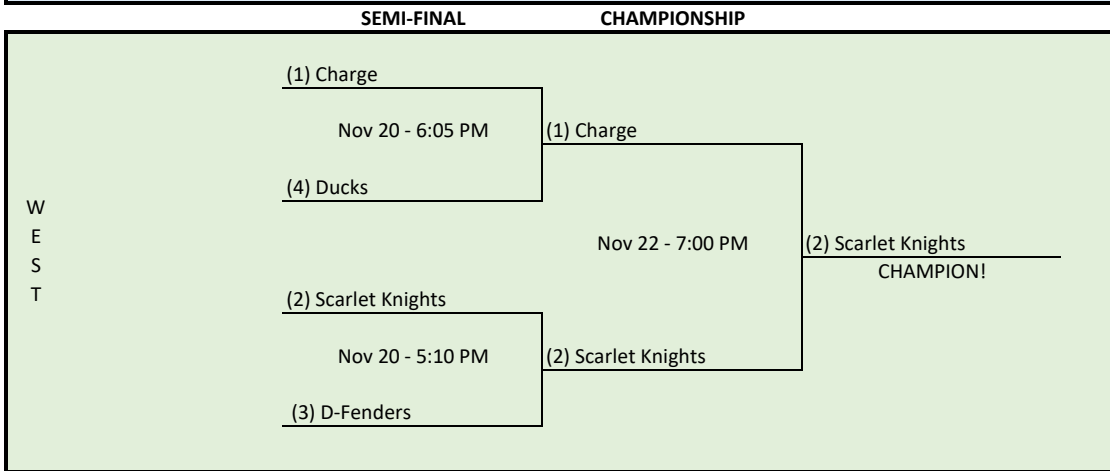 SEMI-FINAL CHAMPIONSHIP
(1) Charge
Nov 20 - 6:05 PM
(1) Charge
(4) Ducks
W
E
S
T
Nov 22 - 7:00 PM
(2) Scarlet Knights
CHAMPION!
(2) Scarlet Knights
Nov 20 - 5:10 PM
(2) Scarlet Knights
(3) D-Fenders